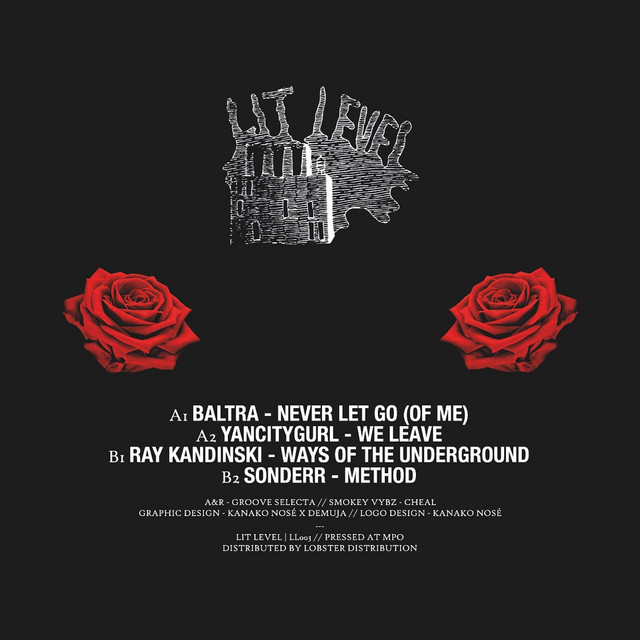 LIT LEVEL
A1 BALTRA - NEVER LET GO (OF ME)
A2 YANCITYGURL - WE LEAVE
B1 RAY KANDINSKI - WAYS OF THE UNDERGROUND
B2 SONDERR - METHOD
A&R - GROOVE SELECTA // SMOKEY VYBZ - CHEAL
GRAPHIC DESIGN - KANAKO NOSÉ X DEMUJA // LOGO DESIGN - KANAKO NOSÉ
---
LIT LEVEL | LL003 // PRESSED AT MPO
DISTRIBUTED BY LOBSTER DISTRIBUTION